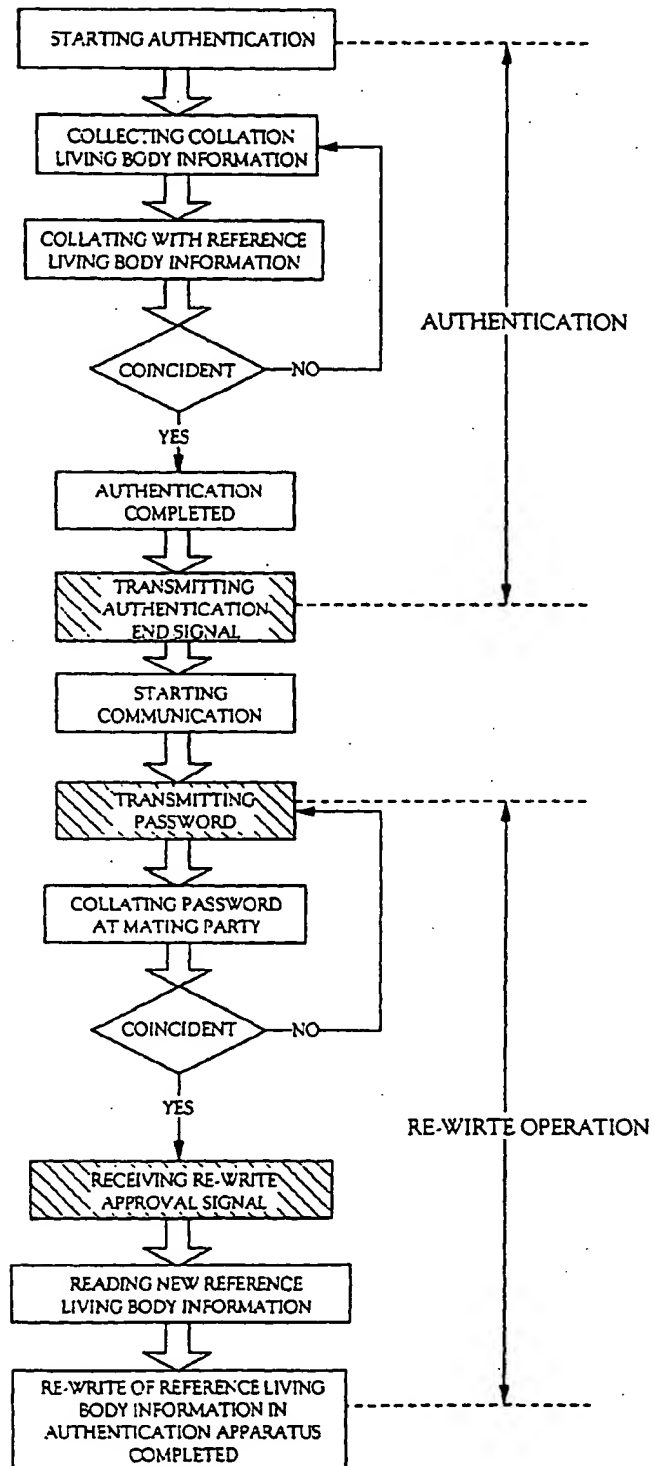 STARTING AUTHENTICATION
COLLECTING COLLATION
LIVING BODY INFORMATION
COLLATING WITH REFERENCE
LIVING BODY INFORMATION
AUTHENTICATION
COINCIDENT
NO
YES
AUTHENTICATION
COMPLETED
TRANSMITTING
AUTHENTICATION
END SIGNAL
STARTING
COMMUNICATION
TRANSMITTING
PASSWORD
COLLATING PASSWORD
AT MATING PARTY
COINCIDENT
NO
YES
RE-WIRTE OPERATION
RECEIVING RE-WRITE
APPROVAL SIGNAL
READING NEW REFERENCE
LIVING BODY INFORMATION
RE-WRITE OF REFERENCE LIVING
BODY INFORMATION IN
AUTHENTICATION APPARATUS
COMPLETED